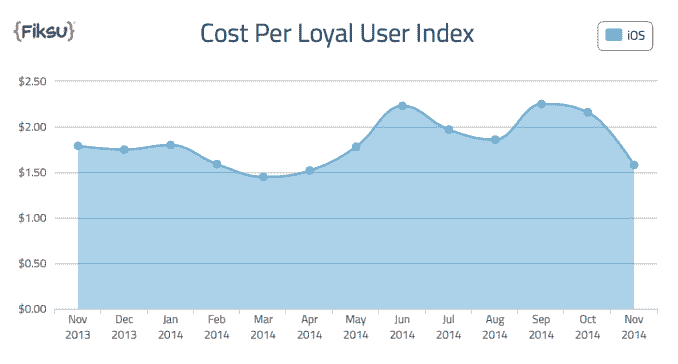 {Fiksu}
Cost Per Loyal User Index
iOS
$2.50
$2.00
$1.50
$1.00
$0.50
$0.00
Nov Dec Jan Feb Mar Apr May Jun Jul Aug Sep Oct Nov
2013 2013 2014 2014 2014 2014 2014 2014 2014 2014 2014 2014 2014